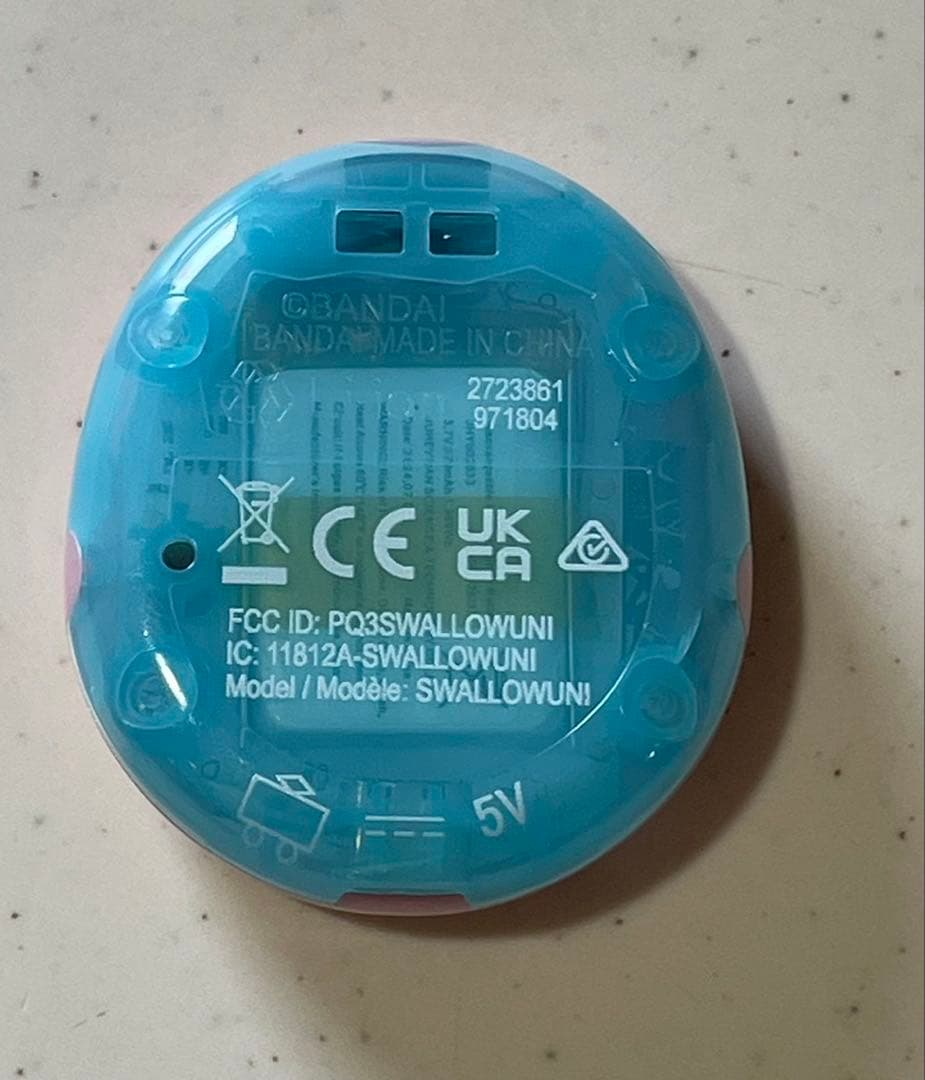 ©BANDAI
BANDAI MADE IN CHINA
2723861
971804
CE
UK
CA
FCC ID: PQ3SWALLOWUNI
IC: 11812A-SWALLOWUNI
Model / Modèle: SWALLOWUNI
5V